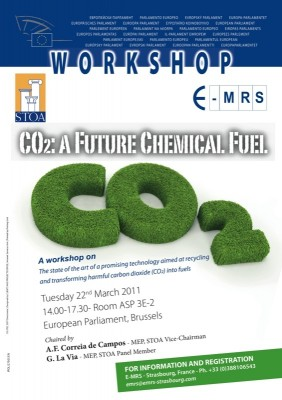 WORKSHOP
STOA
E-MRS
CO2: A FUTURE CHEMICAL FUEL
CO2
A workshop on
The state of the art of a promising technology aimed at recycling
and transforming harmful carbon dioxide (CO2) into fuels
Tuesday 22nd March 2011
14.00-17.30- Room ASP 3E-2
European Parliament, Brussels
Chaired by
A.F. Correia de Campos - MEP, STOA Vice-Chairman
G. La Via - MEP, STOA Panel Member
FOR INFORMATION AND REGISTRATION
E-MRS - Strasbourg, France - Ph. +33 (0)388106543
emrs@emrs-strasbourg.com